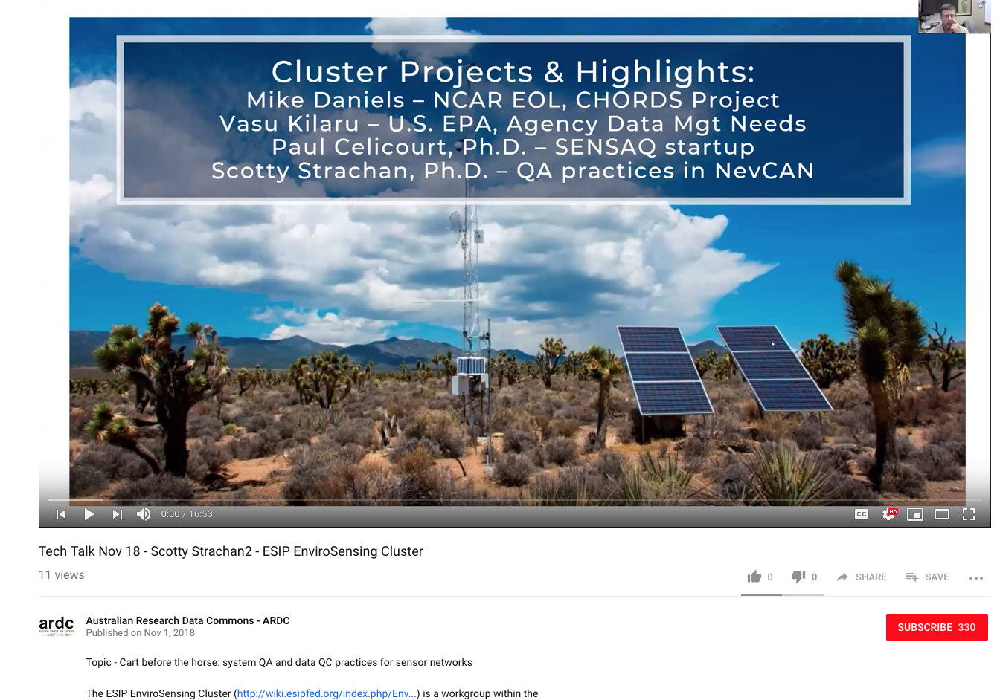 Cluster Projects & Highlights:
Mike Daniels – NCAR EOL, CHORDS Project
Vasu Kilaru – U.S. EPA, Agency Data Mgt Needs
Paul Celicourt, Ph.D. – SENSAQ startup
Scotty Strachan, Ph.D. – QA practices in NevCAN
0:00 / 16:53
CC
HD
Tech Talk Nov 18 - Scotty Strachan2 - ESIP EnviroSensing Cluster
11 views
0 0 SHARE SAVE
ardc
Australian Research Data Commons - ARDC
Published on Nov 1, 2018
SUBSCRIBE 330
Topic - Cart before the horse: system QA and data QC practices for sensor networks
The ESIP EnviroSensing Cluster (http://wiki.esipfed.org/index.php/Env...) is a workgroup within the